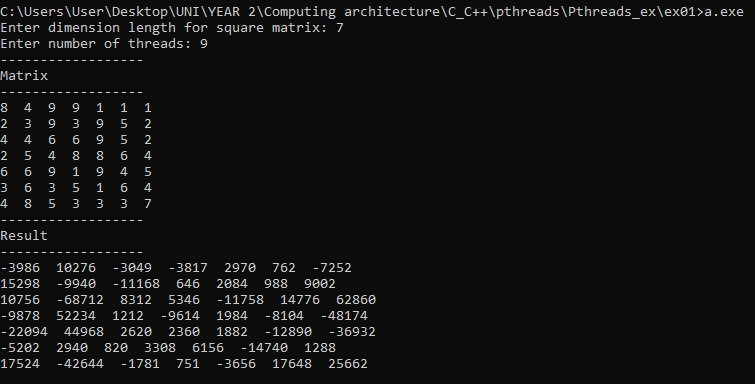 C:\Users\User\Desktop\UNI\YEAR 2\Computing architecture\C_C++\pthreads\Pthreads_ex\ex01>a.exe
Enter dimension length for square matrix: 7
Enter number of threads: 9
------------------
Matrix
------------------
8  4  9  9  1  1  1
2  3  9  3  9  5  2
4  4  6  6  9  5  2
2  5  4  8  8  6  4
6  6  9  1  9  4  5
3  6  3  5  1  6  4
4  8  5  3  3  3  7
------------------
Result
------------------
-3986  10276  -3049  -3817  2970  762  -7252
15298  -9940  -11168  646  2084  988  9002
10756  -68712  8312  5346  -11758  14776  62860
-9878  52234  1212  -9614  1984  -8104  -48174
-22094  44968  2620  2360  1882  -12890  -36932
-5202  2940  820  3308  6156  -14740  1288
17524  -42644  -1781  751  -3656  17648  25662